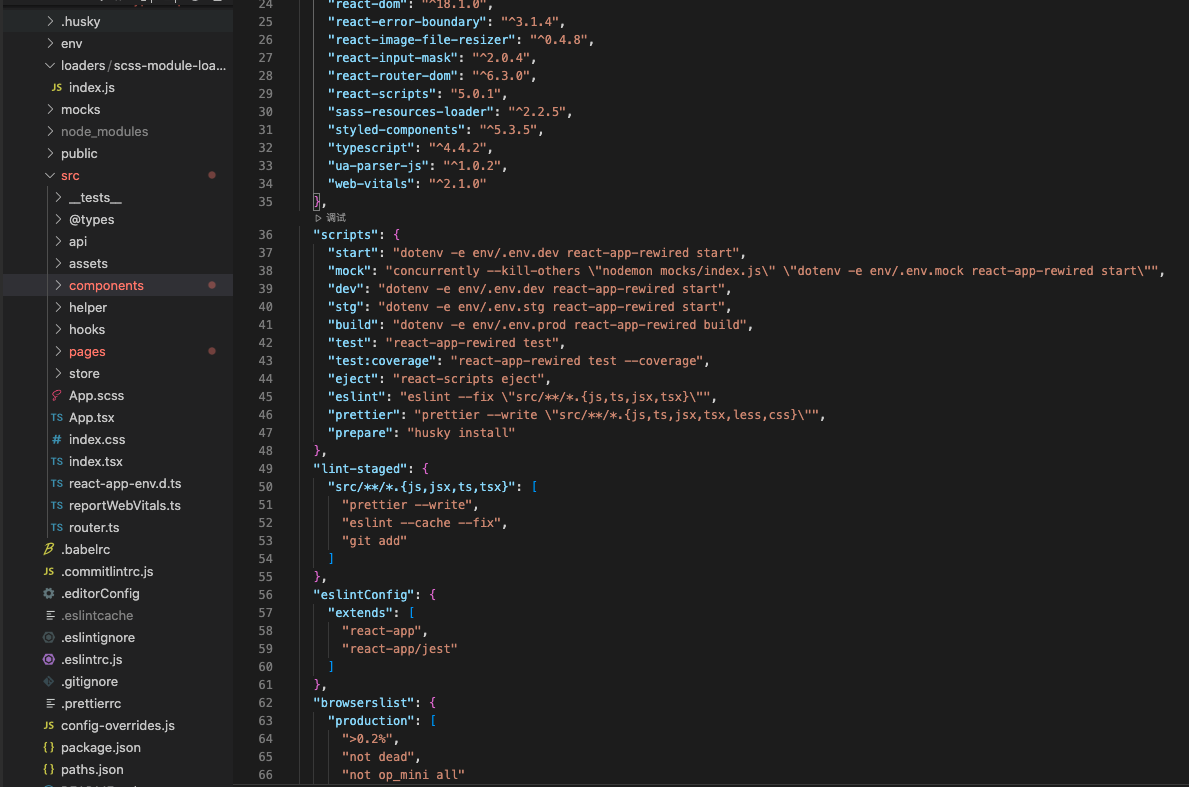 .husky
env
loaders/scss-module-loa...
JS index.js
mocks
node_modules
public
src
__tests__
@types
api
assets
components
helper
hooks
pages
store
App.scss
TS App.tsx
# index.css
TS index.tsx
TS react-app-env.d.ts
TS reportWebVitals.ts
TS router.ts
.babelrc
JS .commitlintrc.js
.editorConfig
.eslintcache
.eslintignore
.eslintrc.js
.gitignore
.prettierrc
JS config-overrides.js
{} package.json
{} paths.json
24 "react-dom": "^18.1.0",
25 "react-error-boundary": "^3.1.4",
26 "react-image-file-resizer": "^0.4.8",
27 "react-input-mask": "^2.0.4",
28 "react-router-dom": "^6.3.0",
29 "react-scripts": "5.0.1",
30 "sass-resources-loader": "^2.2.5",
31 "styled-components": "^5.3.5",
32 "typescript": "^4.4.2",
33 "ua-parser-js": "^1.0.2",
34 "web-vitals": "^2.1.0"
35 },
调试
36 "scripts": {
37 "start": "dotenv -e env/.env.dev react-app-rewired start",
38 "mock": "concurrently --kill-others \"nodemon mocks/index.js\" \"dotenv -e env/.env.mock react-app-rewired start\"",
39 "dev": "dotenv -e env/.env.dev react-app-rewired start",
40 "stg": "dotenv -e env/.env.stg react-app-rewired start",
41 "build": "dotenv -e env/.env.prod react-app-rewired build",
42 "test": "react-app-rewired test",
43 "test:coverage": "react-app-rewired test --coverage",
44 "eject": "react-scripts eject",
45 "eslint": "eslint --fix \"src/**/*.{js,ts,jsx,tsx}\"",
46 "prettier": "prettier --write \"src/**/*.{js,ts,jsx,tsx,less,css}\"",
47 "prepare": "husky install"
48 },
49 "lint-staged": {
50 "src/**/*.{js,jsx,ts,tsx}": [
51 "prettier --write",
52 "eslint --cache --fix",
53 "git add"
54 ]
55 },
56 "eslintConfig": {
57 "extends": [
58 "react-app",
59 "react-app/jest"
60 ]
61 },
62 "browserslist": {
63 "production": [
64 ">0.2%",
65 "not dead",
66 "not op_mini all"